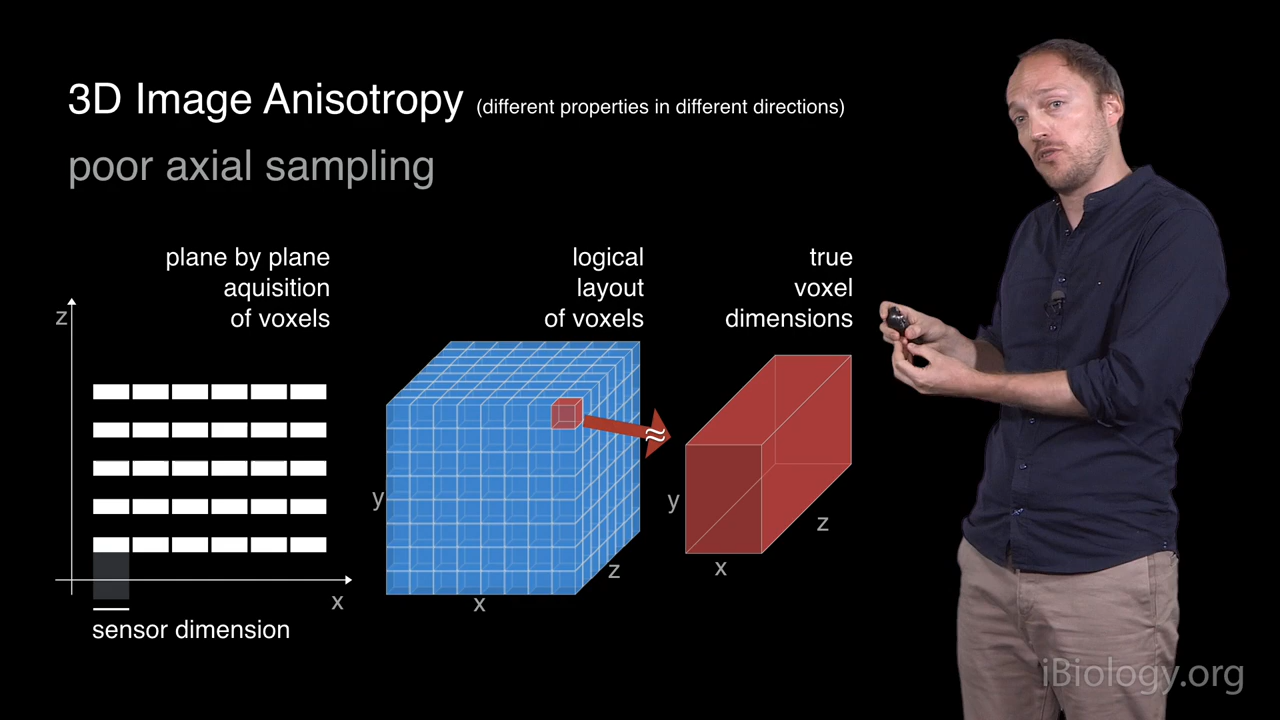 3D Image Anisotropy (different properties in different directions)
poor axial sampling
plane by plane
aquisition
of voxels
logical
layout
of voxels
true
voxel
dimensions
z
x
sensor dimension
y
x
z
≈
y
x
z
iBiology.org